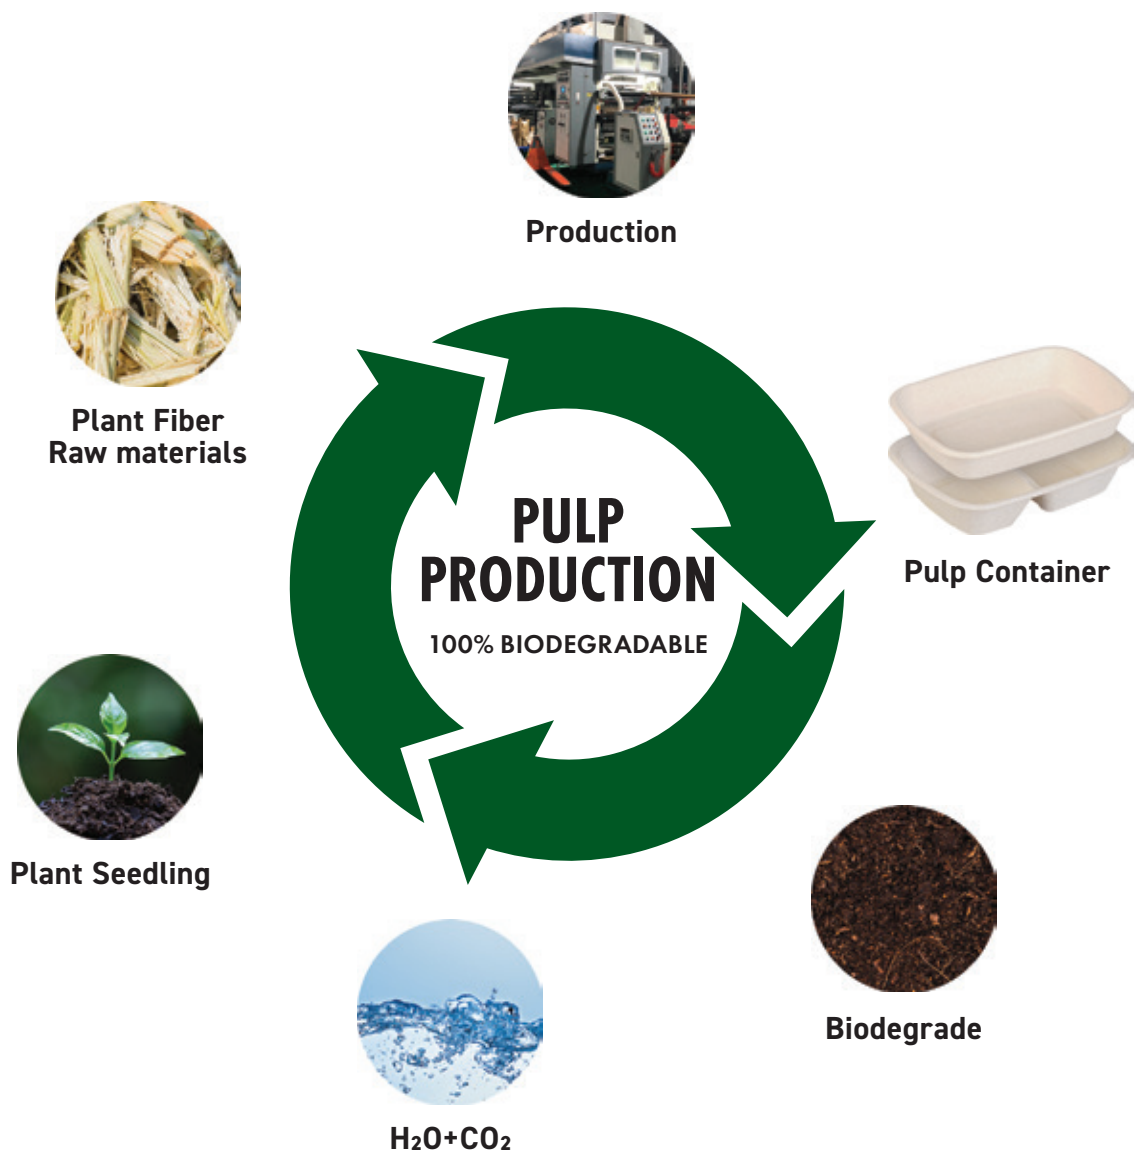 Production
Plant Fiber
Raw materials
PULP
PRODUCTION
100% BIODEGRADABLE
Pulp Container
Plant Seedling
Biodegrade
H₂O+CO₂